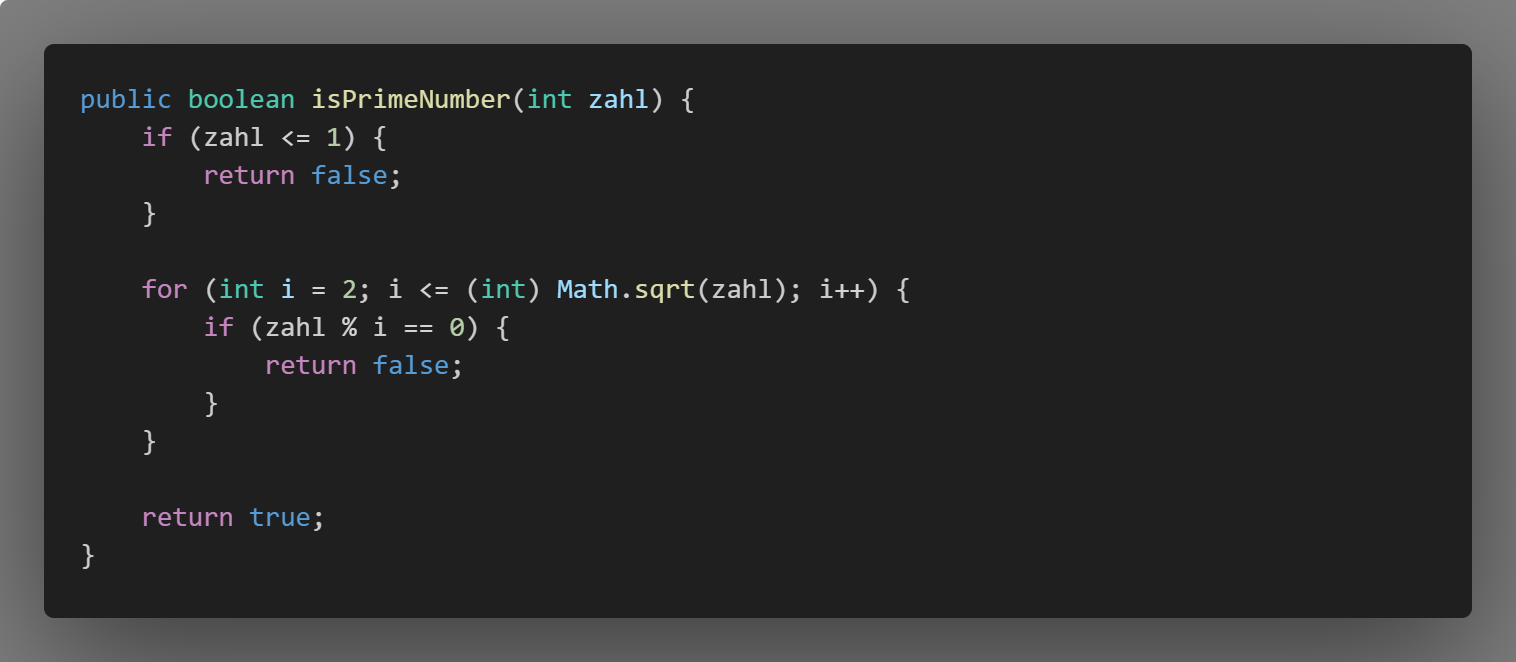 public boolean isPrimeNumber(int zahl) {
    if (zahl <= 1) {
        return false;
    }

    for (int i = 2; i <= (int) Math.sqrt(zahl); i++) {
        if (zahl % i == 0) {
            return false;
        }
    }

    return true;
}